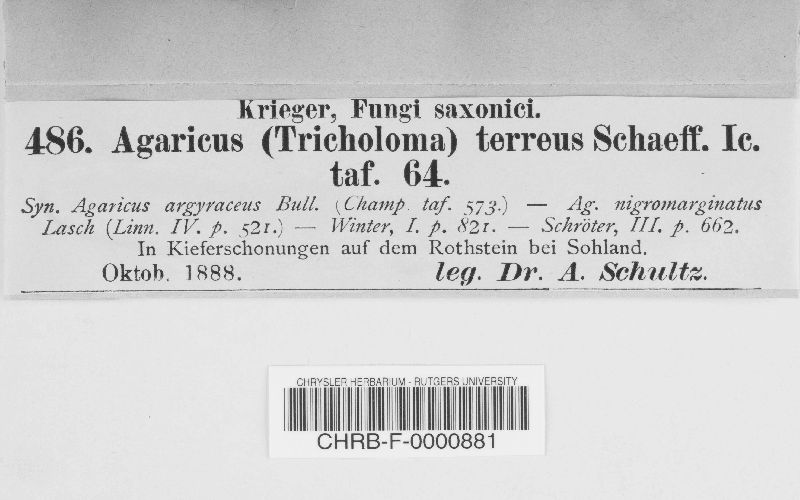 Krieger, Fungi saxonici.
486. Agaricus (Tricholoma) terreus Schaeff. Ic.
taf. 64.
Syn. Agaricus argyraceus Bull. (Champ. taf. 573.) — Ag. nigromarginatus
Lasch (Linn. IV. p. 521.) — Winter, I. p. 821. — Schröter, III. p. 662.
In Kieferschonungen auf dem Rothstein bei Sohland.
Oktob. 1888. leg. Dr. A. Schultz.
CHRYSLER HERBARIUM - RUTGERS UNIVERSITY
CHRB-F-0000881